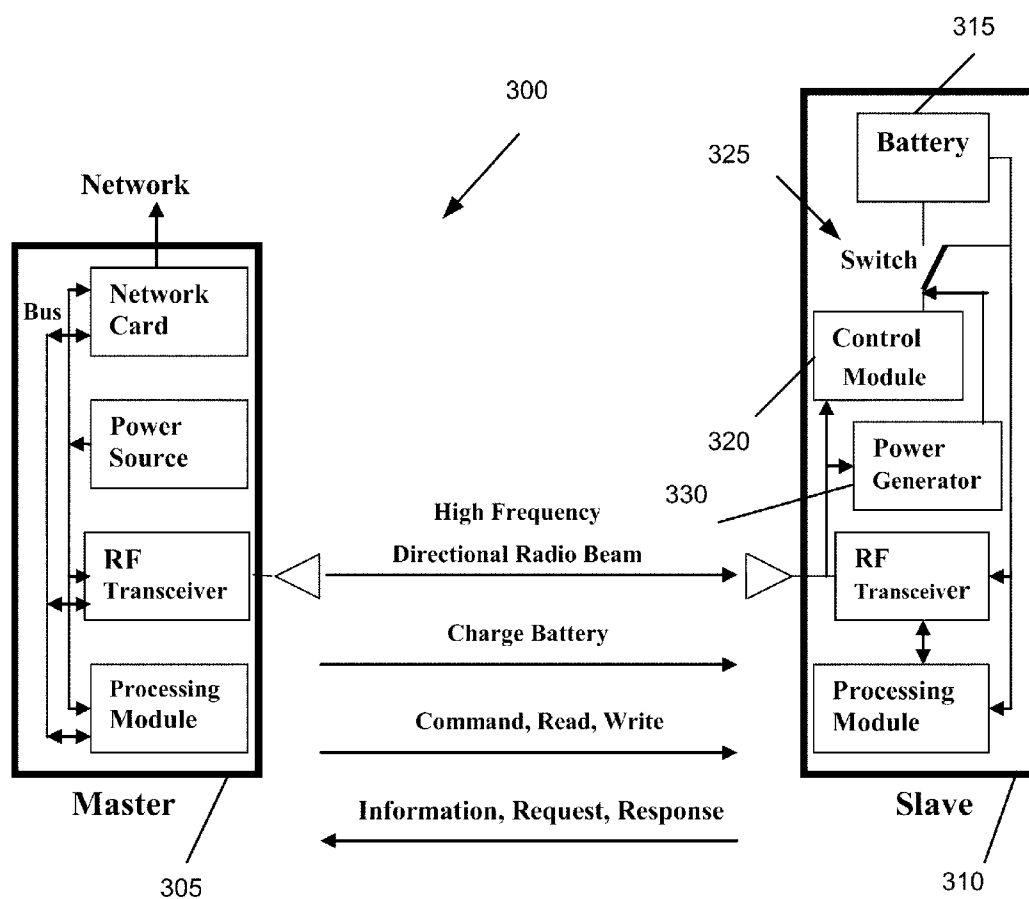 315
300
Battery
325
Network
Switch
Network
Card
Bus
Control
Module
Power
Source
320
Power
Generator
330
High Frequency
Directional Radio Beam
RF
Transceiver
RF
Transceiver
Charge Battery
Processing
Module
Processing
Module
Command, Read, Write
Master
Slave
Information, Request, Response
305
310